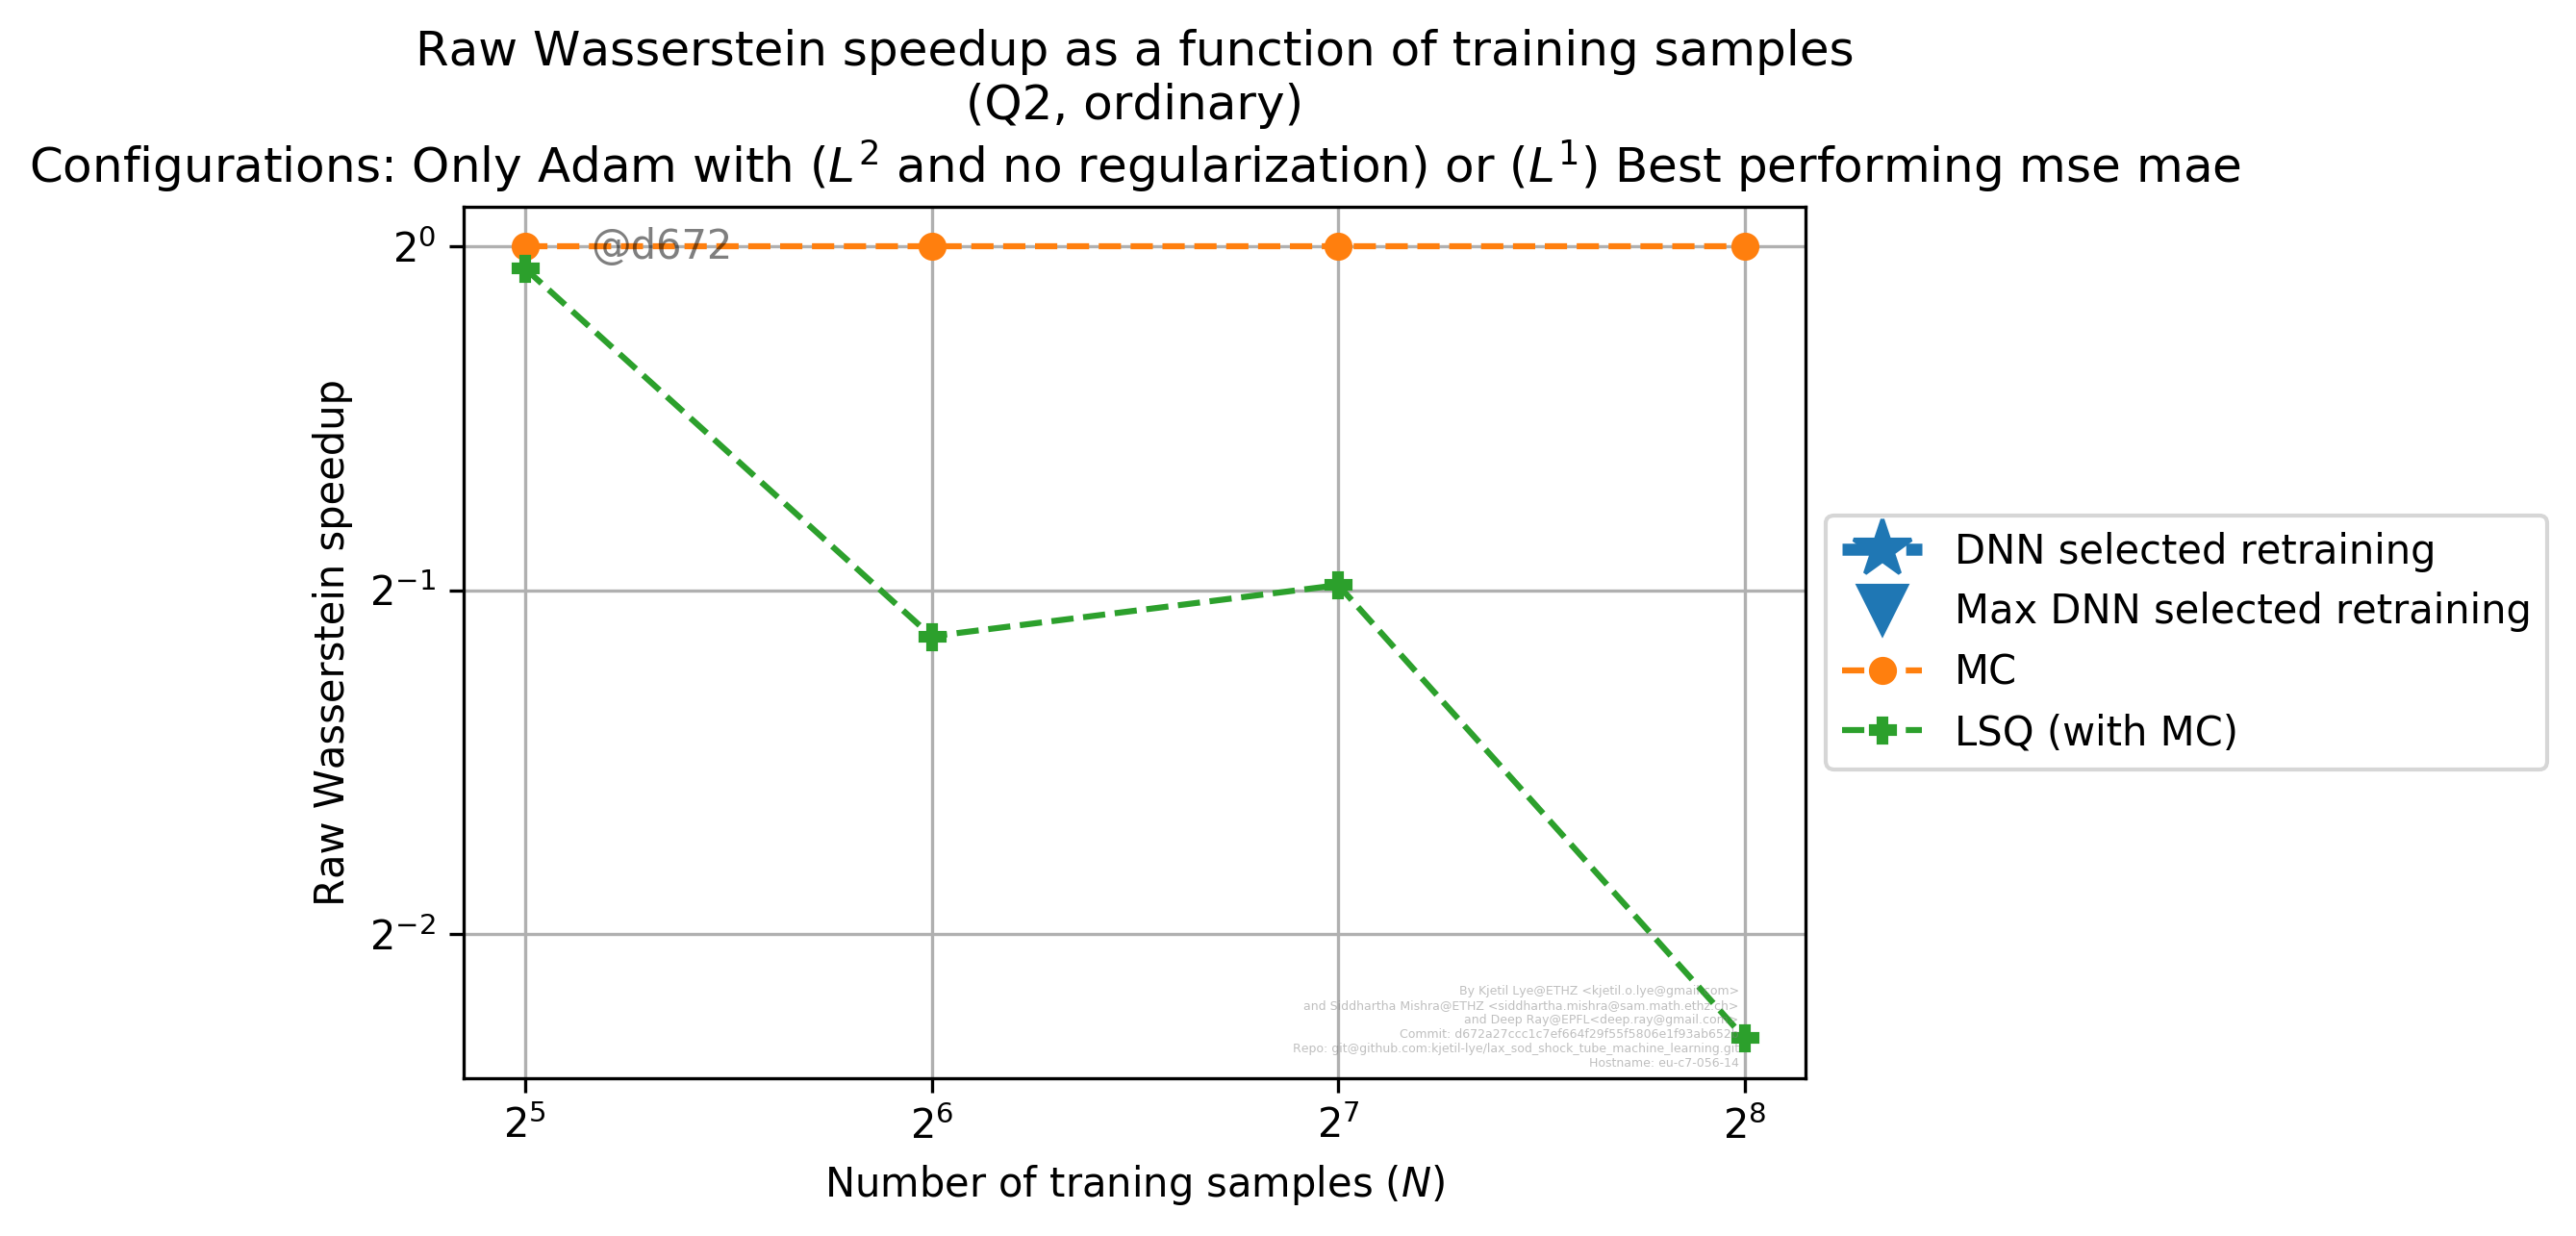 Raw Wasserstein speedup as a function of training samples
(Q2, ordinary)
Configurations: Only Adam with (L² and no regularization) or (L¹) Best performing mse mae
2⁰
@d672
2⁻¹
2⁻²
Raw Wasserstein speedup
DNN selected retraining
Max DNN selected retraining
MC
LSQ (with MC)
By Kjetil Lye@ETHZ <kjetil.o.lye@gmail.com>
and Siddhartha Mishra@ETHZ <siddhartha.mishra@sam.math.ethz.ch>
and Deep Ray@EPFL<deep.ray@gmail.com>
Commit:
Repo: git@github.com:kjetil-lye/lax_sod_shock_tube_machine_learning.git
Hostname: eu-c7-056-14
2⁵
2⁶
2⁷
2⁸
Number of traning samples (N)